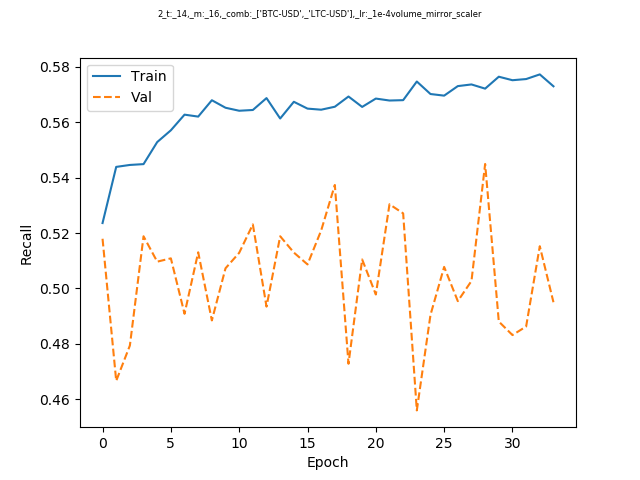 2_t:_14,_m:_16,_comb:_['BTC-USD',_'LTC-USD'],_lr:_1e-4volume_mirror_scaler
0.58
0.56
0.54
0.52
0.50
0.48
0.46
Recall
Train
Val
0 5 10 15 20 25 30
Epoch